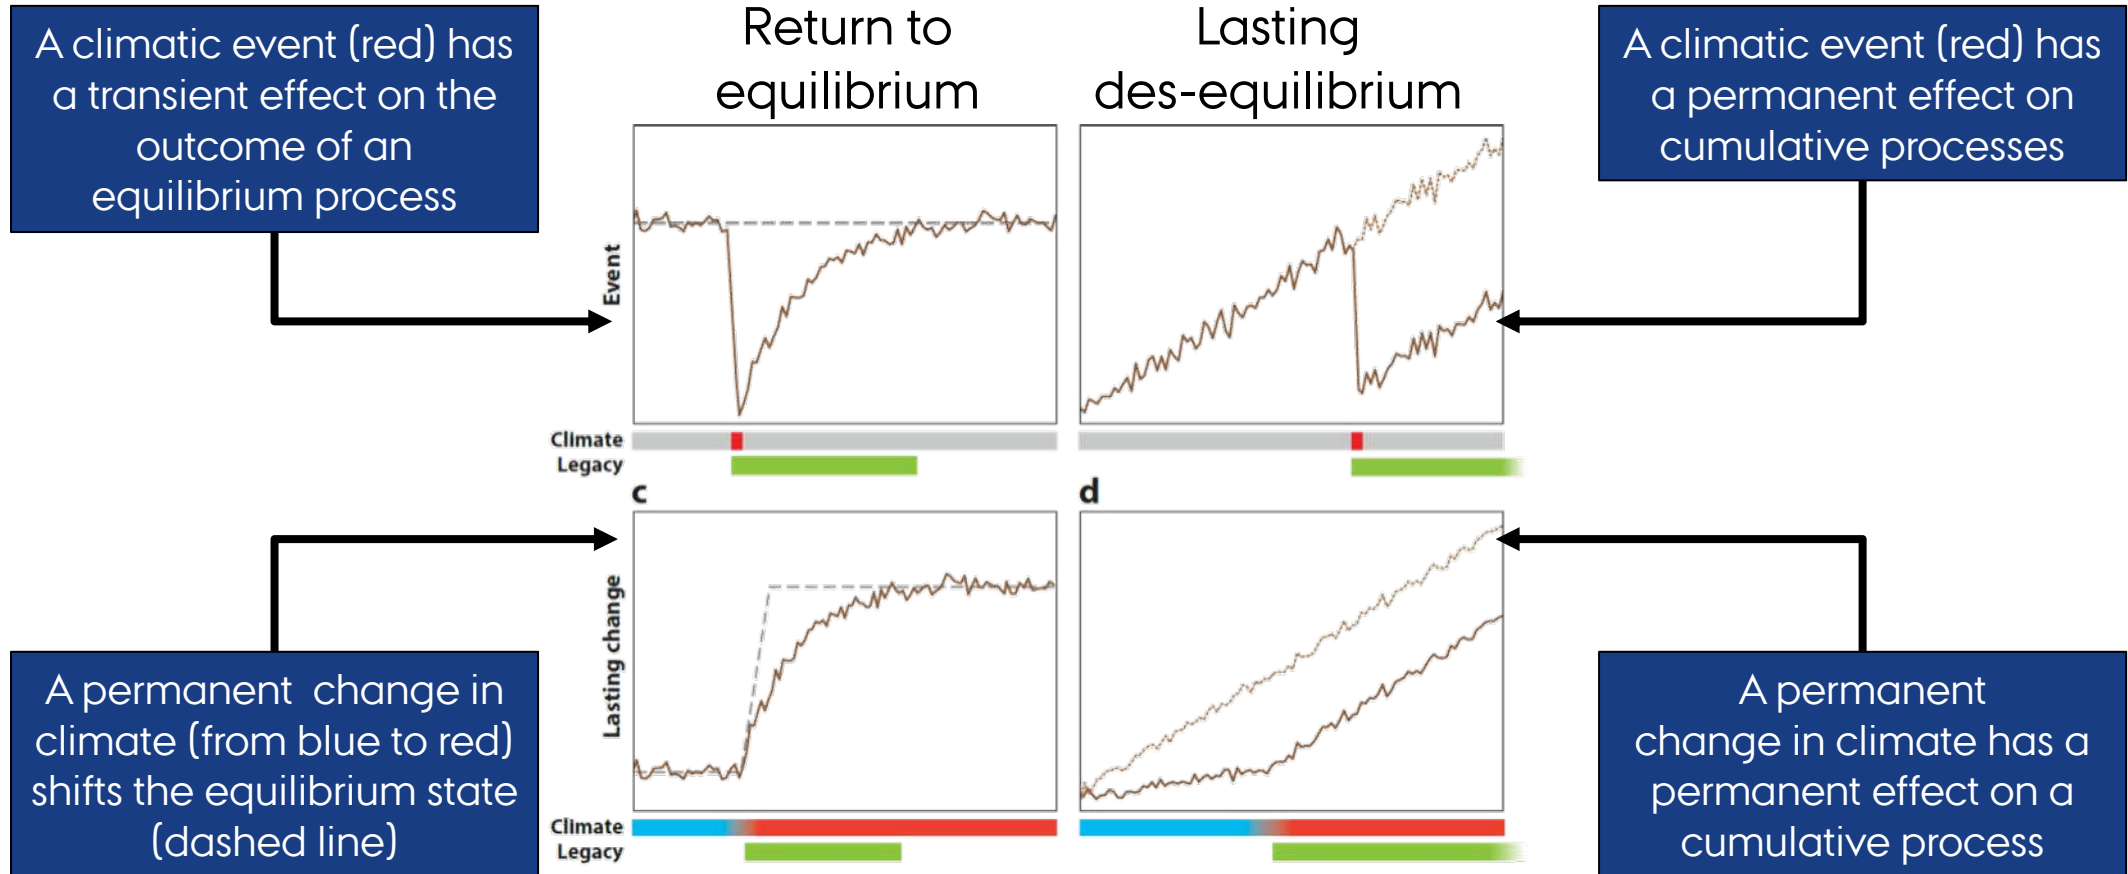 A climatic event (red) has
a transient effect on the
outcome of an
equilibrium process
Return to
equilibrium
Lasting
des-equilibrium
A climatic event (red) has
a permanent effect on
cumulative processes
Event
Climate
Legacy
c
d
Lasting change
Climate
Legacy
A permanent change in
climate (from blue to red)
shifts the equilibrium state
(dashed line)
A permanent
change in climate has a
permanent effect on a
cumulative process